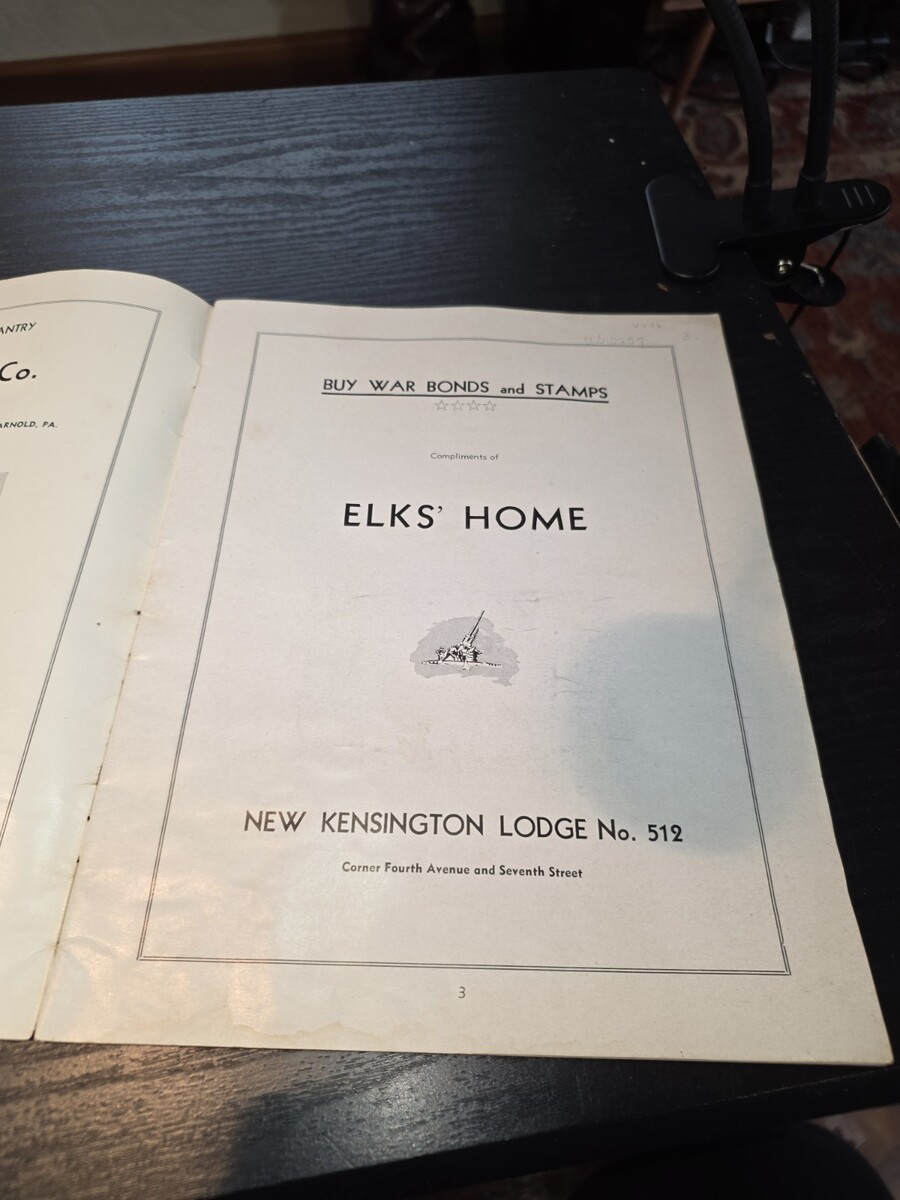 ANTRY
Co.
ARNOLD, PA.
BUY WAR BONDS and STAMPS
☆☆☆☆
Compliments of
ELKS' HOME
NEW KENSINGTON LODGE No. 512
Corner Fourth Avenue and Seventh Street
3